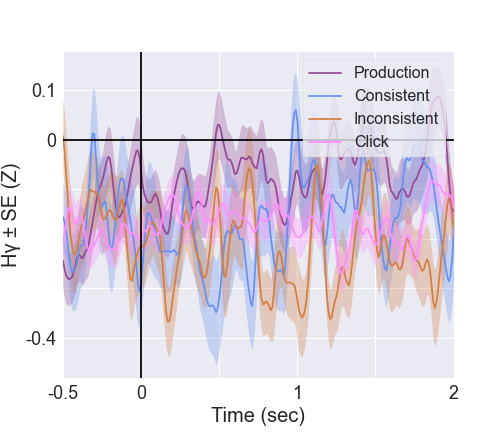 Production
Consistent
Inconsistent
Click
0.1
0
-0.4
Hγ ± SE (Z)
-0.5
0
1
2
Time (sec)